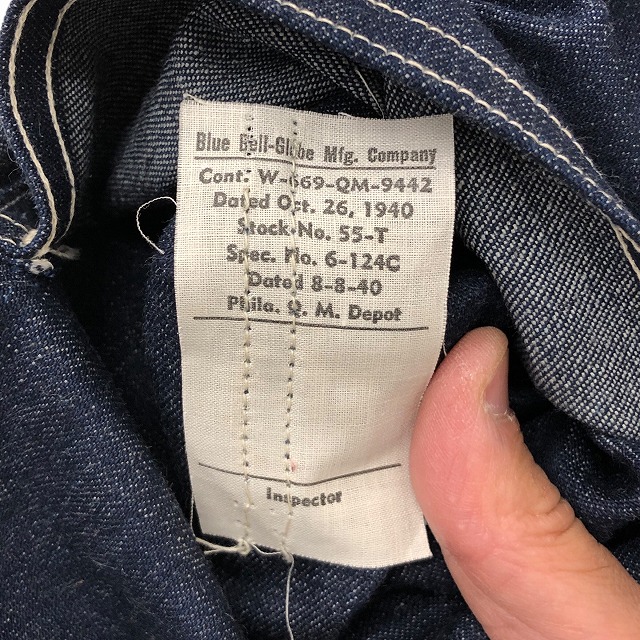 Blue Bell-Globe Mfg. Company
Cont. W-669-QM-9442
Dated Oct. 26, 1940
Stock No. 55-T
Spec. No. 6-124C
Dated 8-8-40
Phila. Q. M. Depot
Inspector